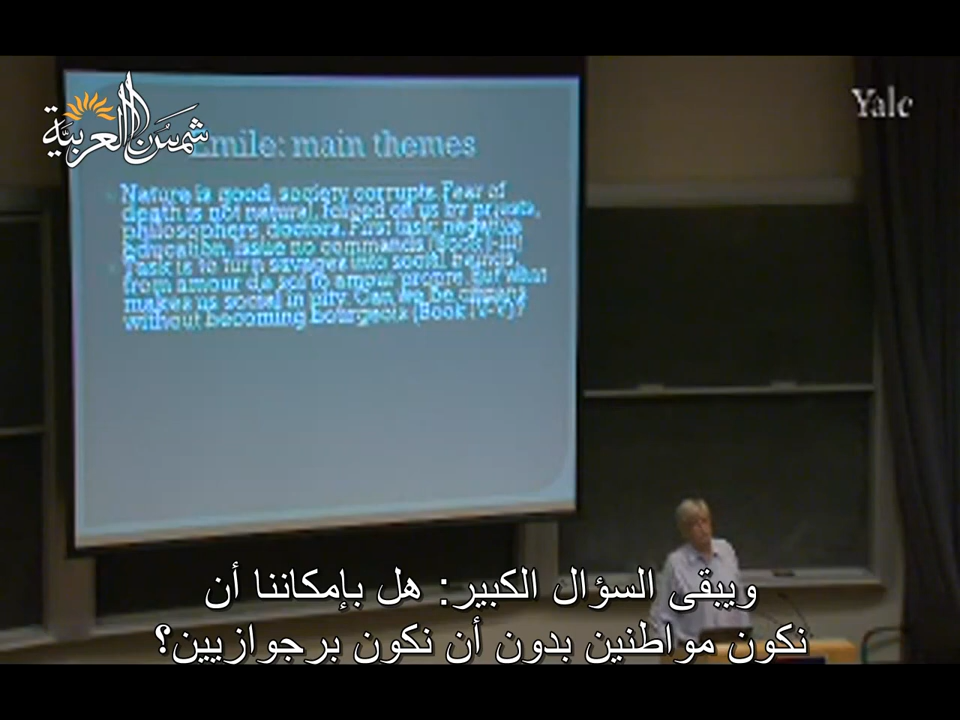 شمس العربية
Yale
Emile: main themes
Nature is good, society corrupts. Fear of
death is not natural, forged on us by priests,
philosophers, doctors. First task: negative
education, issue no commands (Book I-III)
Task is to turn savages into social beings,
from amour de soi to amour propre. But what
makes us social is pity. Can we be citizens
without becoming bourgeois (Book IV-V)?
ويبقى السؤال الكبير: هل بإمكاننا أن
نكون مواطنين بدون أن نكون برجوازيين؟